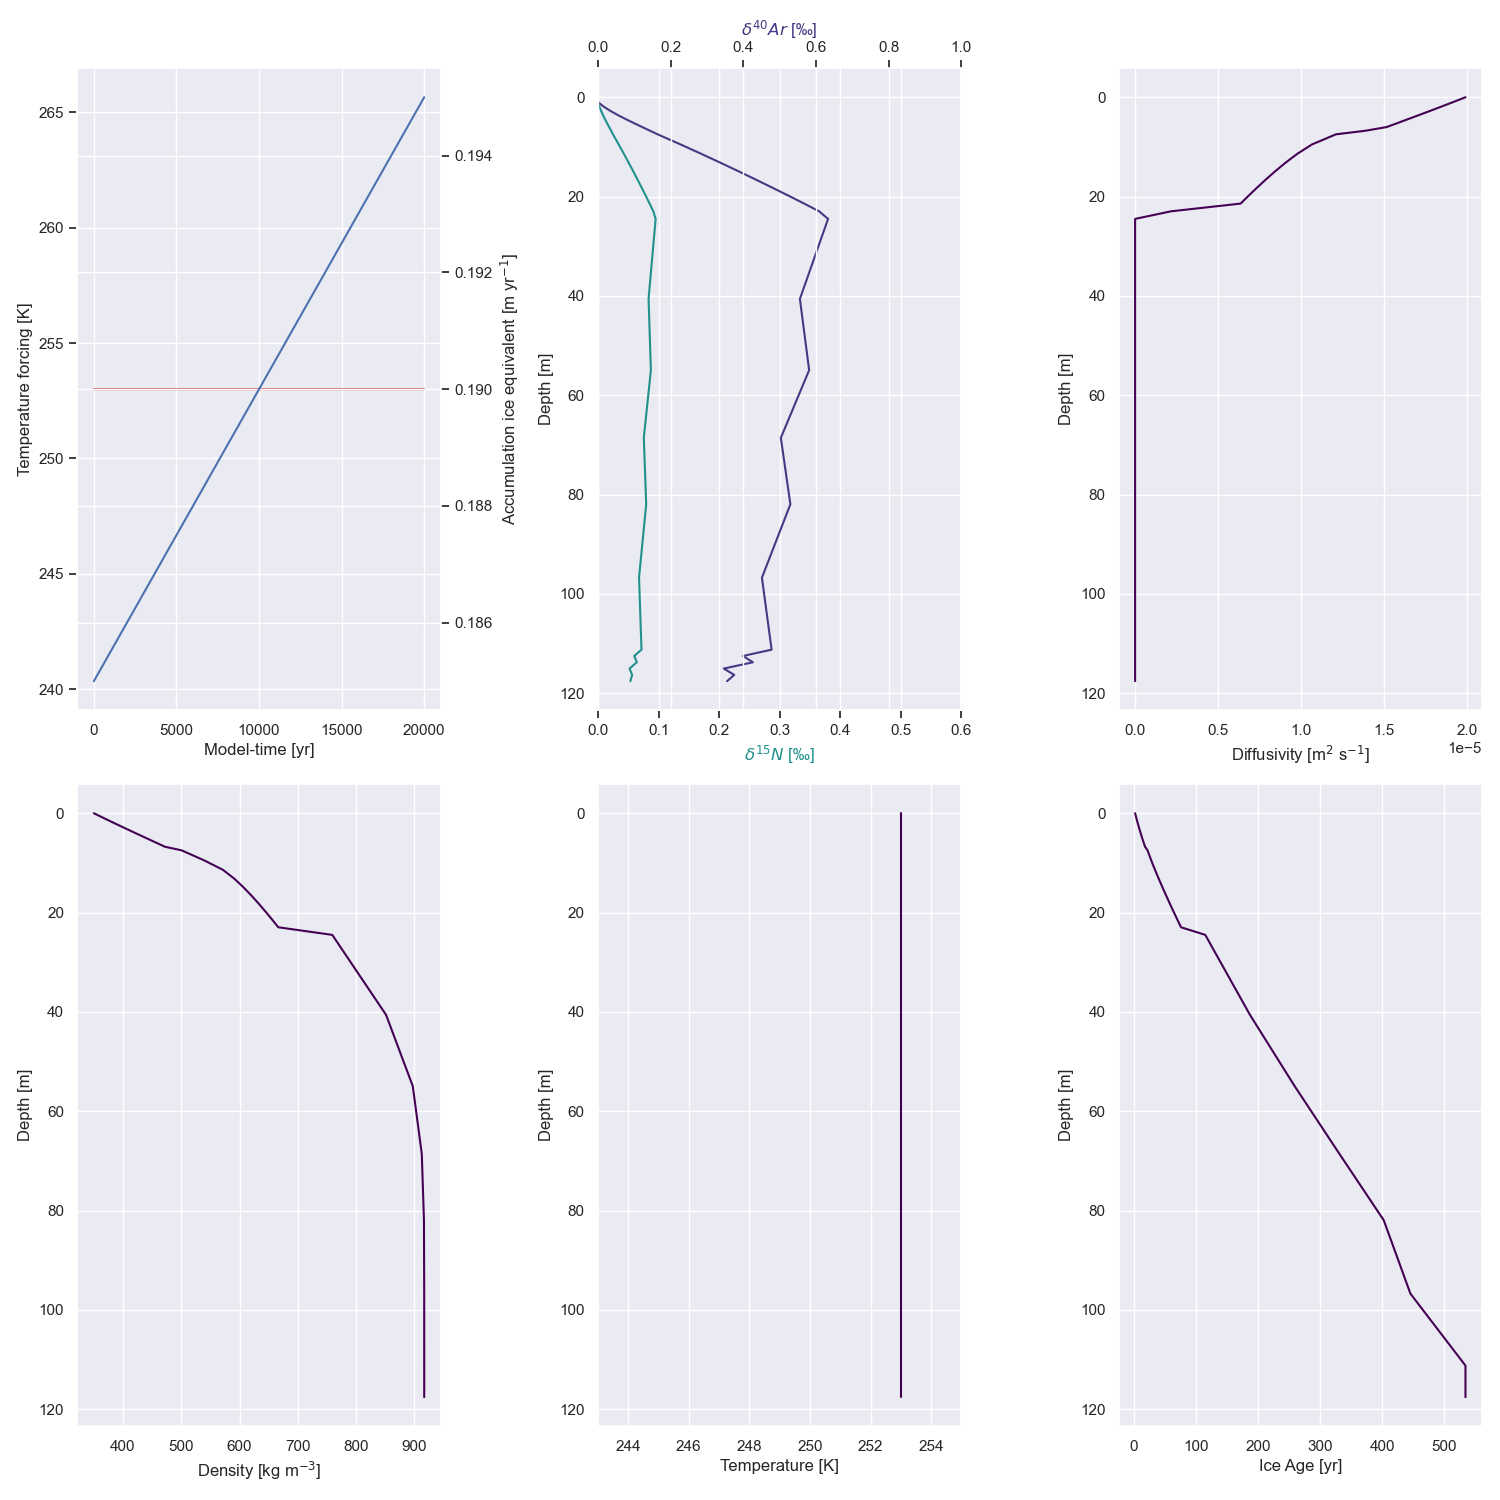 δ⁴⁰Ar [‰]
0.0 0.2 0.4 0.6 0.8 1.0
265
260
255
250
245
240
Temperature forcing [K]
0.194
0.192
0.190
0.188
0.186
Accumulation ice equivalent [m yr⁻¹]
0 5000 10000 15000 20000
Model-time [yr]
0
20
40
60
80
100
120
Depth [m]
0.0 0.1 0.2 0.3 0.4 0.5 0.6
δ¹⁵N [‰]
0
20
40
60
80
100
120
Depth [m]
0.0 0.5 1.0 1.5 2.0
1e−5
Diffusivity [m² s⁻¹]
0
20
40
60
80
100
120
Depth [m]
400 500 600 700 800 900
Density [kg m⁻³]
0
20
40
60
80
100
120
Depth [m]
244 246 248 250 252 254
Temperature [K]
0
20
40
60
80
100
120
Depth [m]
0 100 200 300 400 500
Ice Age [yr]